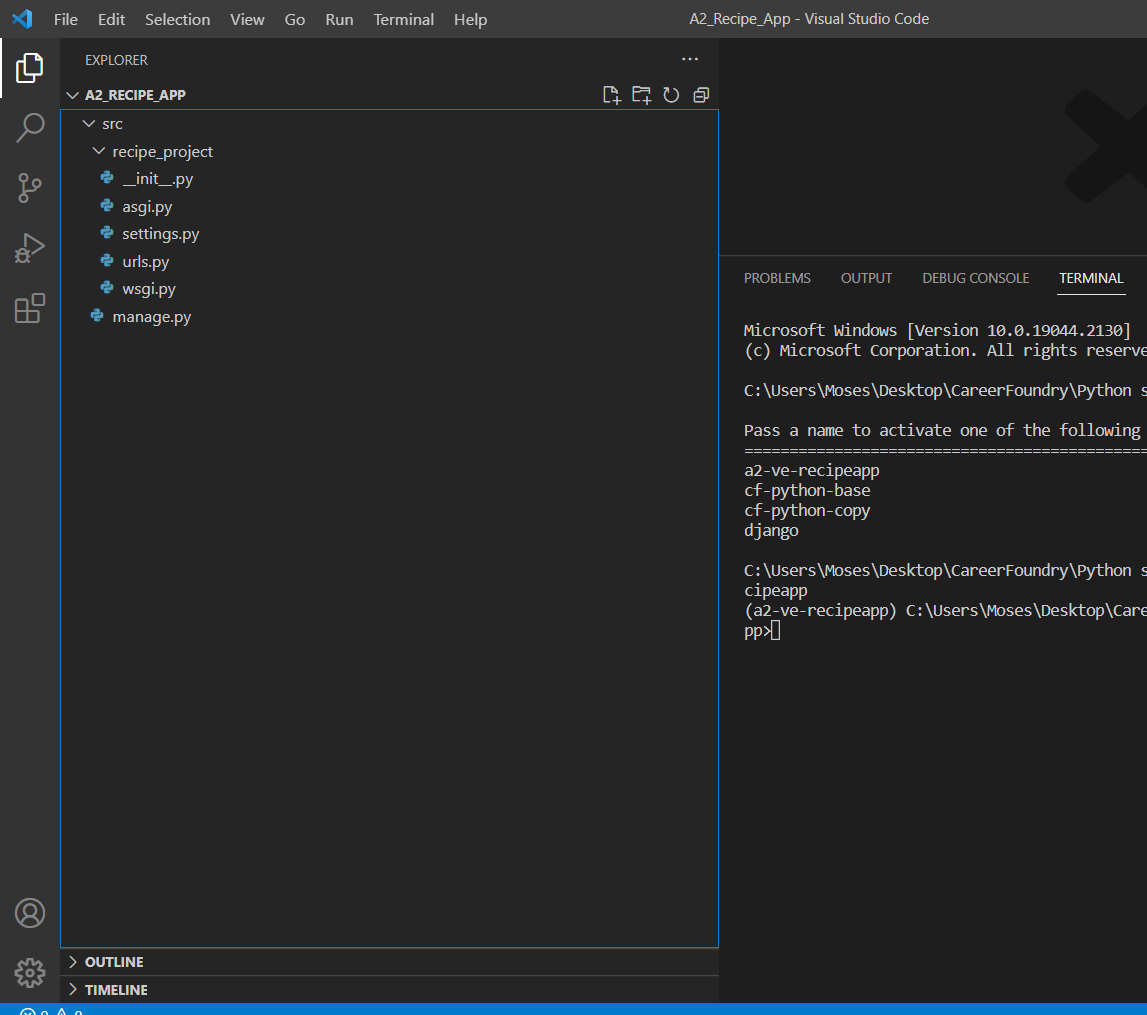 File Edit Selection View Go Run Terminal Help
A2_Recipe_App - Visual Studio Code
EXPLORER
A2_RECIPE_APP
src
recipe_project
__init__.py
asgi.py
settings.py
urls.py
wsgi.py
manage.py
OUTLINE
TIMELINE
PROBLEMS OUTPUT DEBUG CONSOLE TERMINAL
Microsoft Windows [Version 10.0.19044.2130]
(c) Microsoft Corporation. All rights reserve
C:\Users\Moses\Desktop\CareerFoundry\Python s
Pass a name to activate one of the following
=============================================
a2-ve-recipeapp
cf-python-base
cf-python-copy
django
C:\Users\Moses\Desktop\CareerFoundry\Python s
cipeapp
(a2-ve-recipeapp) C:\Users\Moses\Desktop\Care
pp>